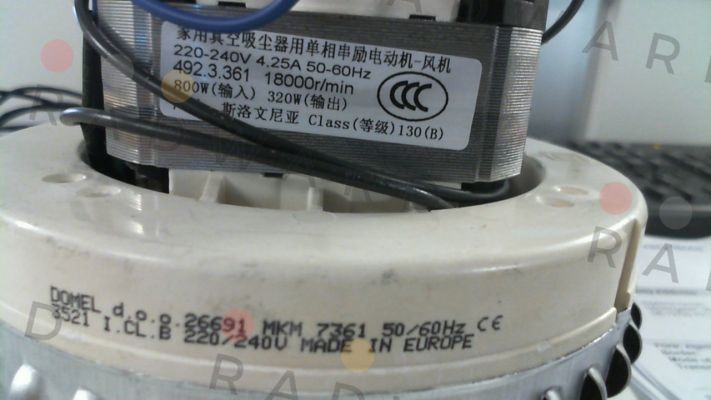 家用真空吸尘器用单相串励电动机-风机
220-240V 4.25A 50-60Hz
492.3.361 18000r/min
800W(输入) 320W(输出)
斯洛文尼亚 Class(等级)130(B)
CCC
DOMEL d.o.o. 26691 MKM 7361 50/60Hz CE
3521 I.CL.B 220/240V MADE IN EUROPE